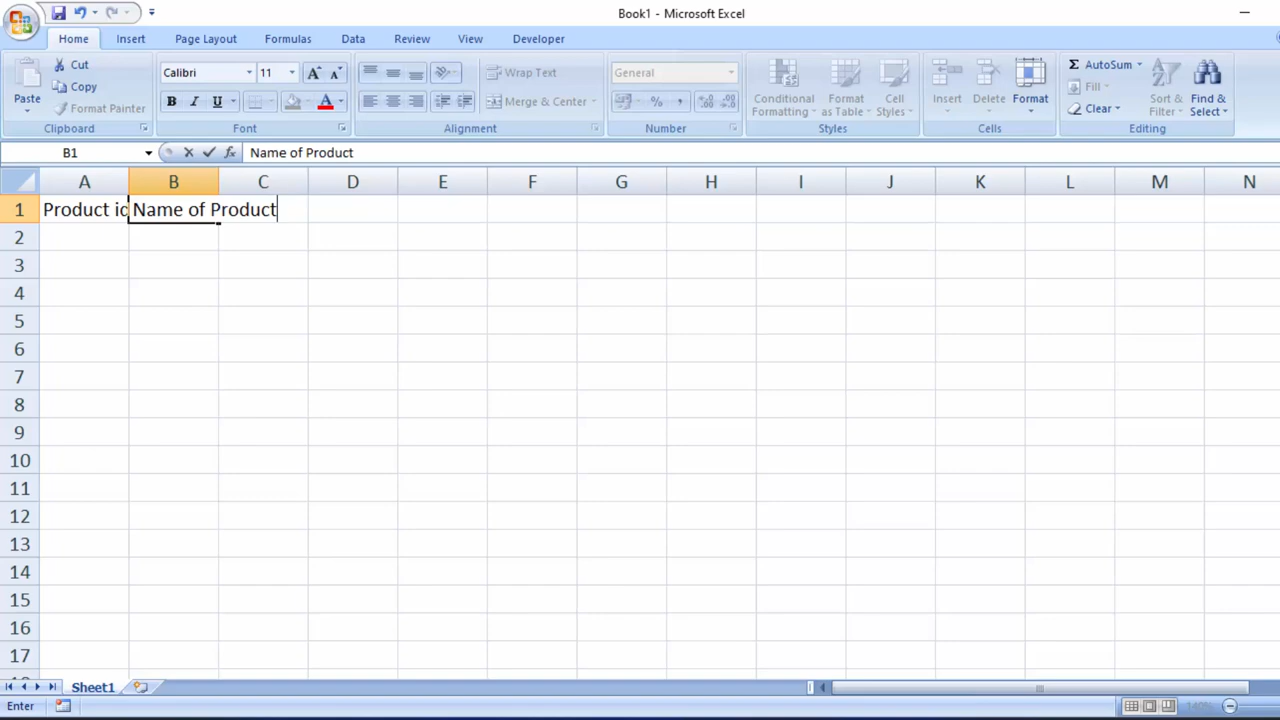 Book1 - Microsoft Excel
Home Insert Page Layout Formulas Data Review View Developer
Paste
Cut
Copy
Format Painter
Clipboard
Calibri 11
B I U A
Font
Wrap Text
Merge & Center
Alignment
General
% ,
Number
Conditional Formatting
Format as Table
Cell Styles
Styles
Insert
Delete
Format
Cells
Σ AutoSum
Fill
Clear
Sort & Filter
Find & Select
Editing
B1 fx Name of Product
A B C D E F G H I J K L M N
1 Product id Name of Product
2
3
4
5
6
7
8
9
10
11
12
13
14
15
16
17
Sheet1
Enter 140%